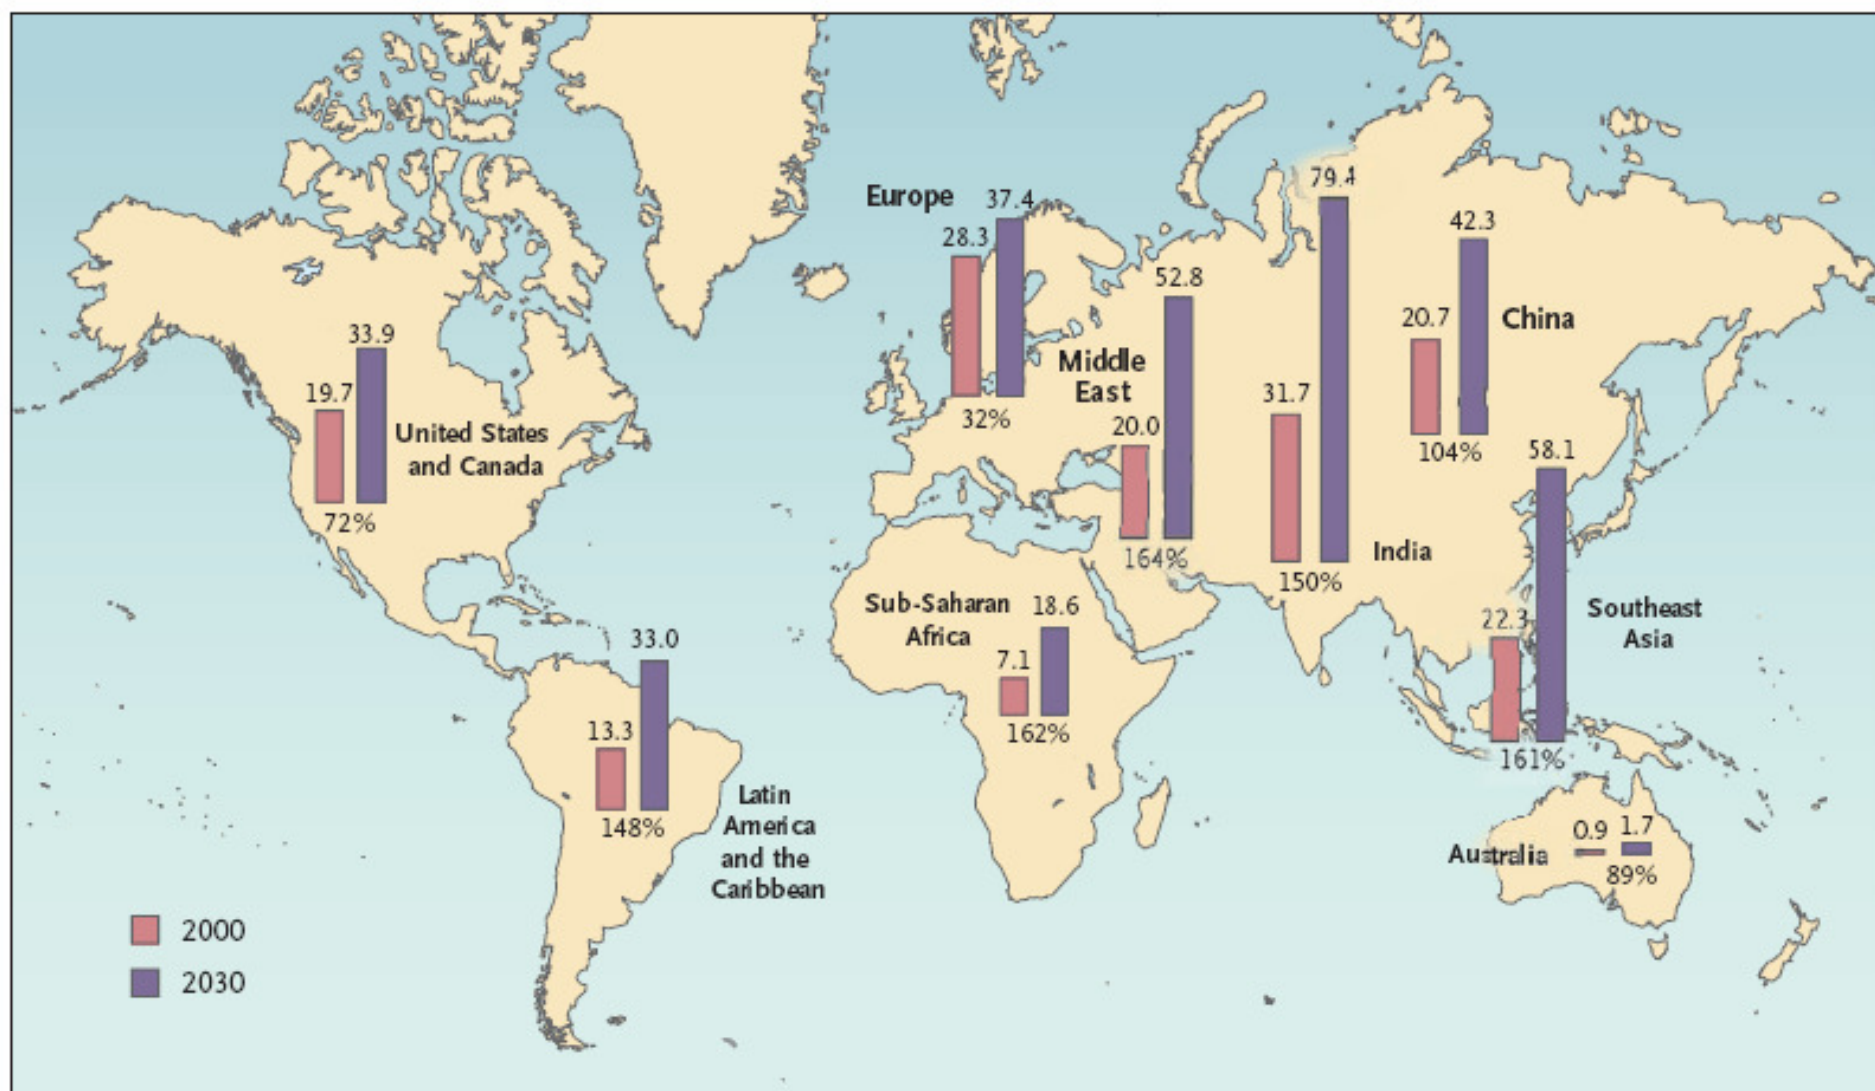 Europe
28.3
37.4
32%
79.4
31.7
150%
India
42.3
20.7
China
104%
52.8
Middle
East
20.0
164%
33.9
19.7
United States
and Canada
72%
58.1
22.3
Southeast
Asia
161%
Sub-Saharan
Africa
18.6
7.1
162%
33.0
13.3
148%
Latin
America
and the
Caribbean
0.9
1.7
Australia
89%
2000
2030